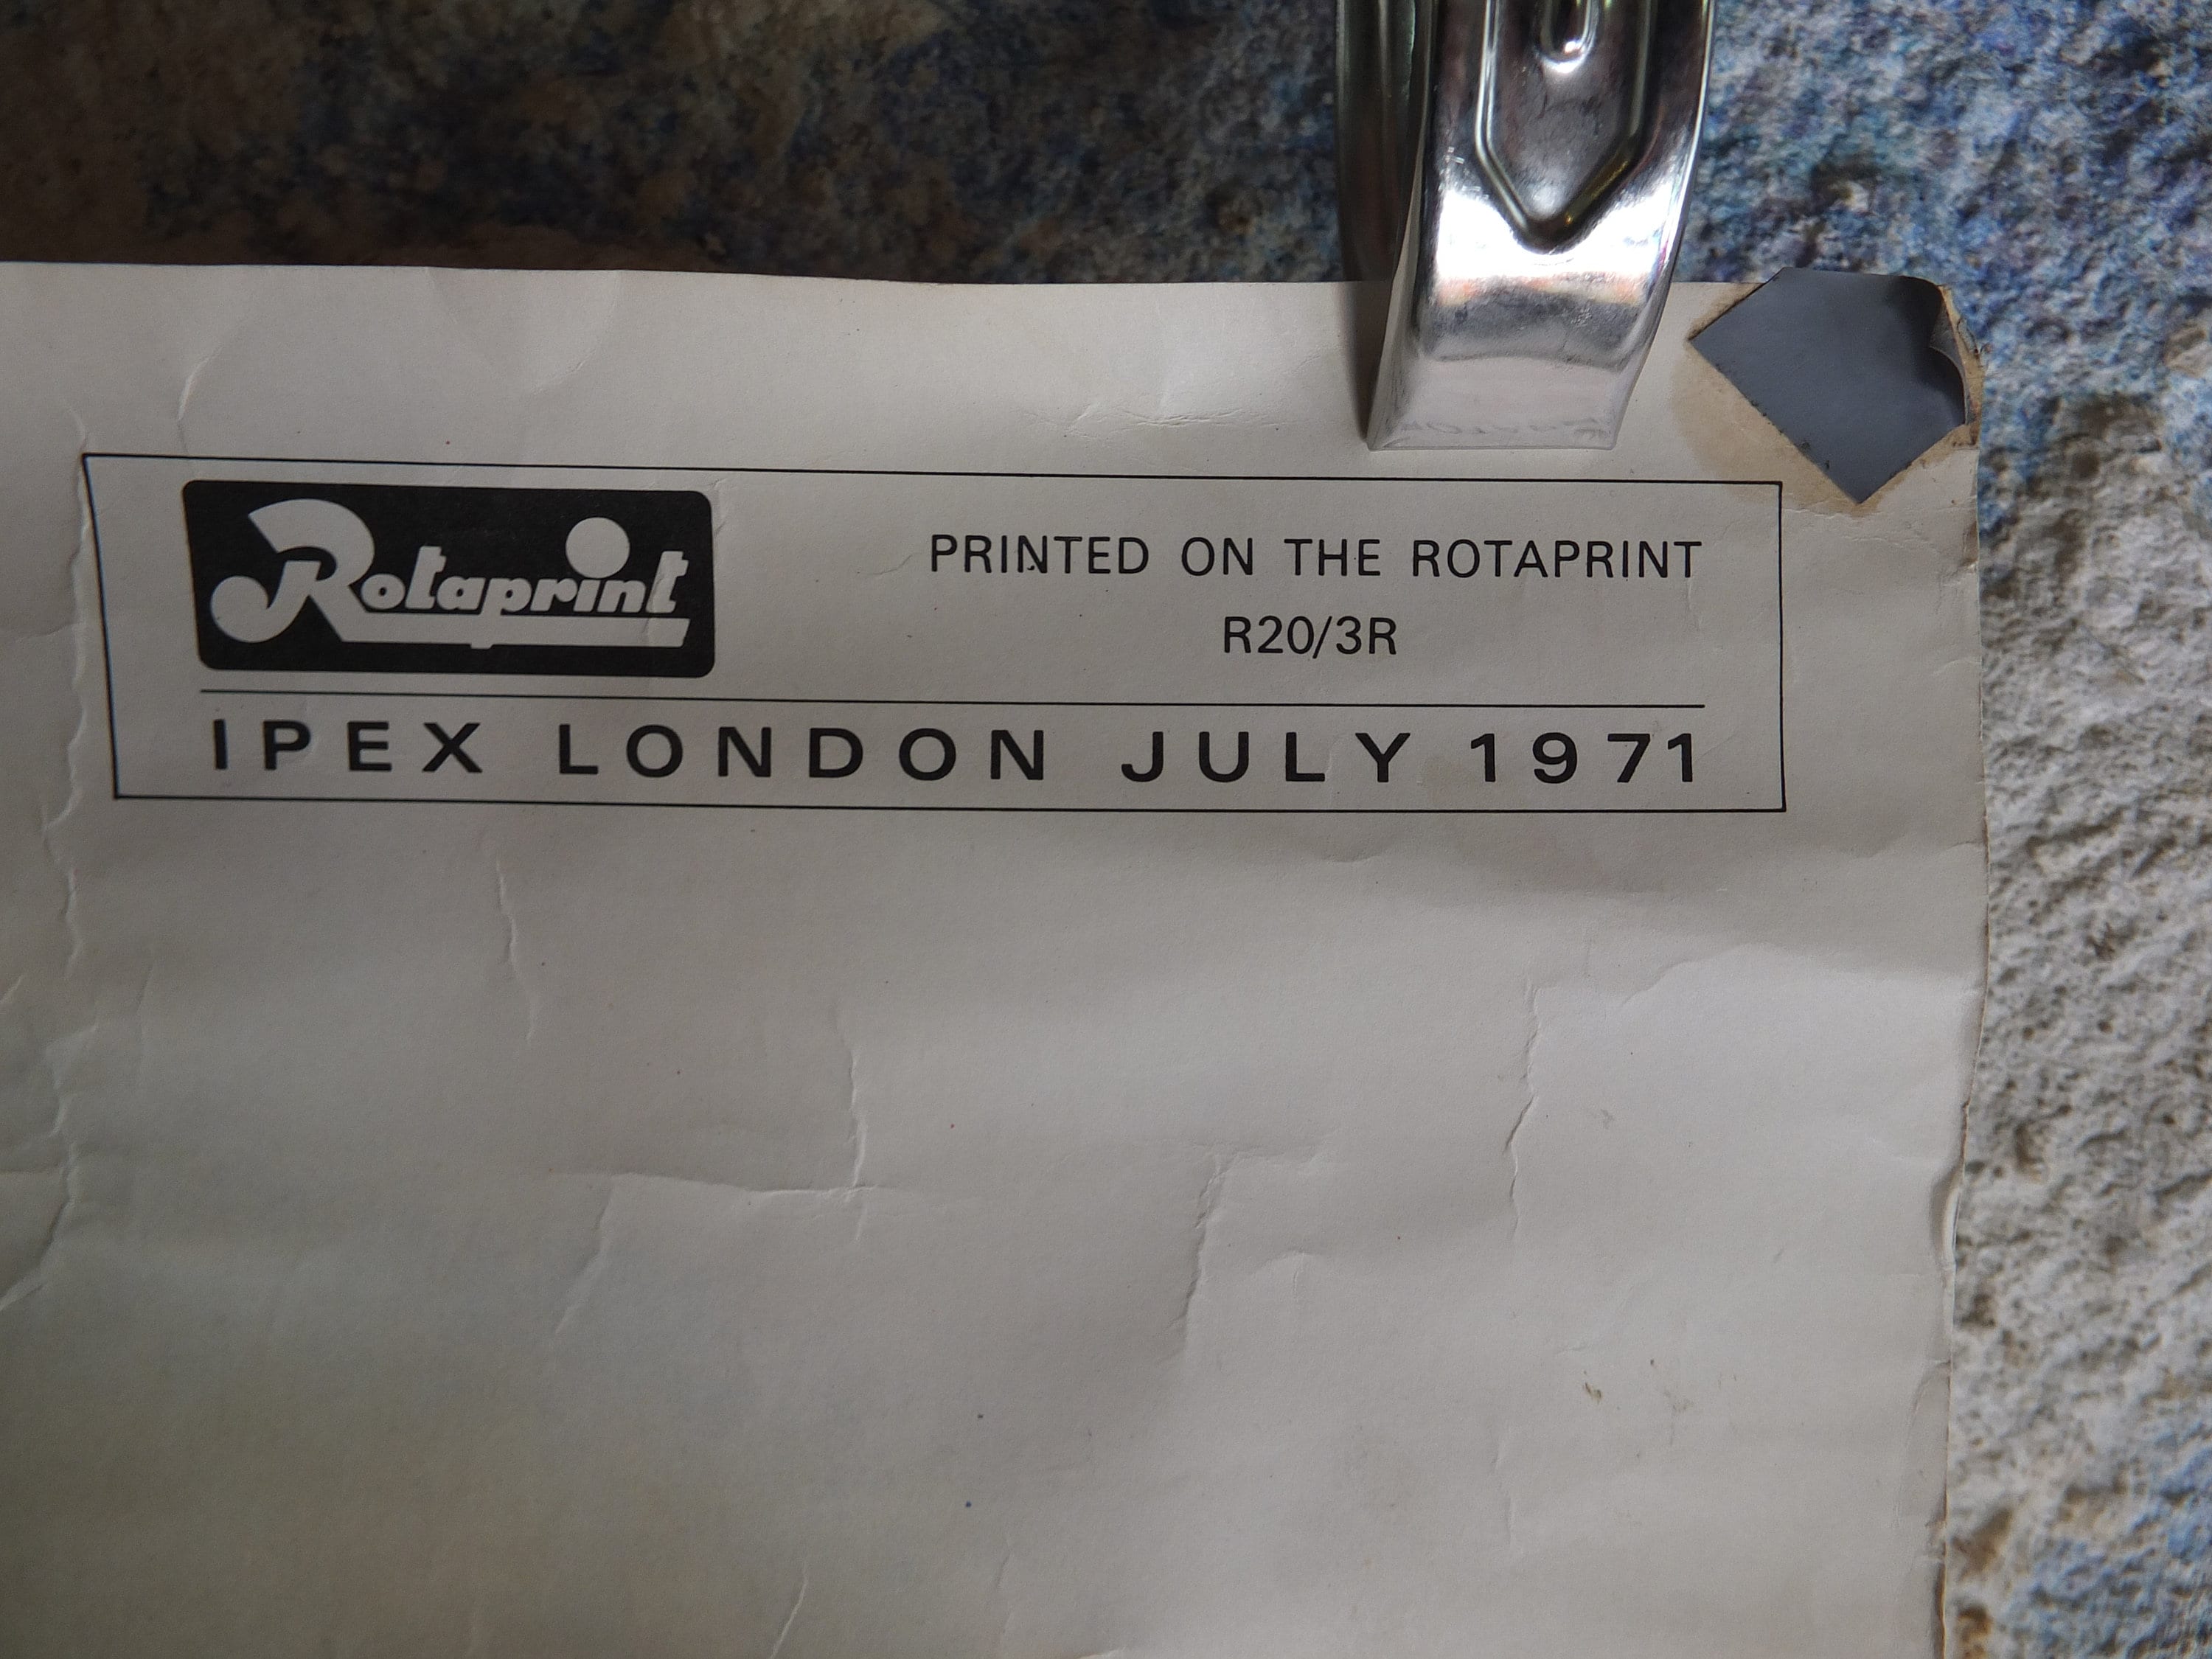 Rotaprint
PRINTED ON THE ROTAPRINT
R20/3R
IPEX LONDON JULY 1971